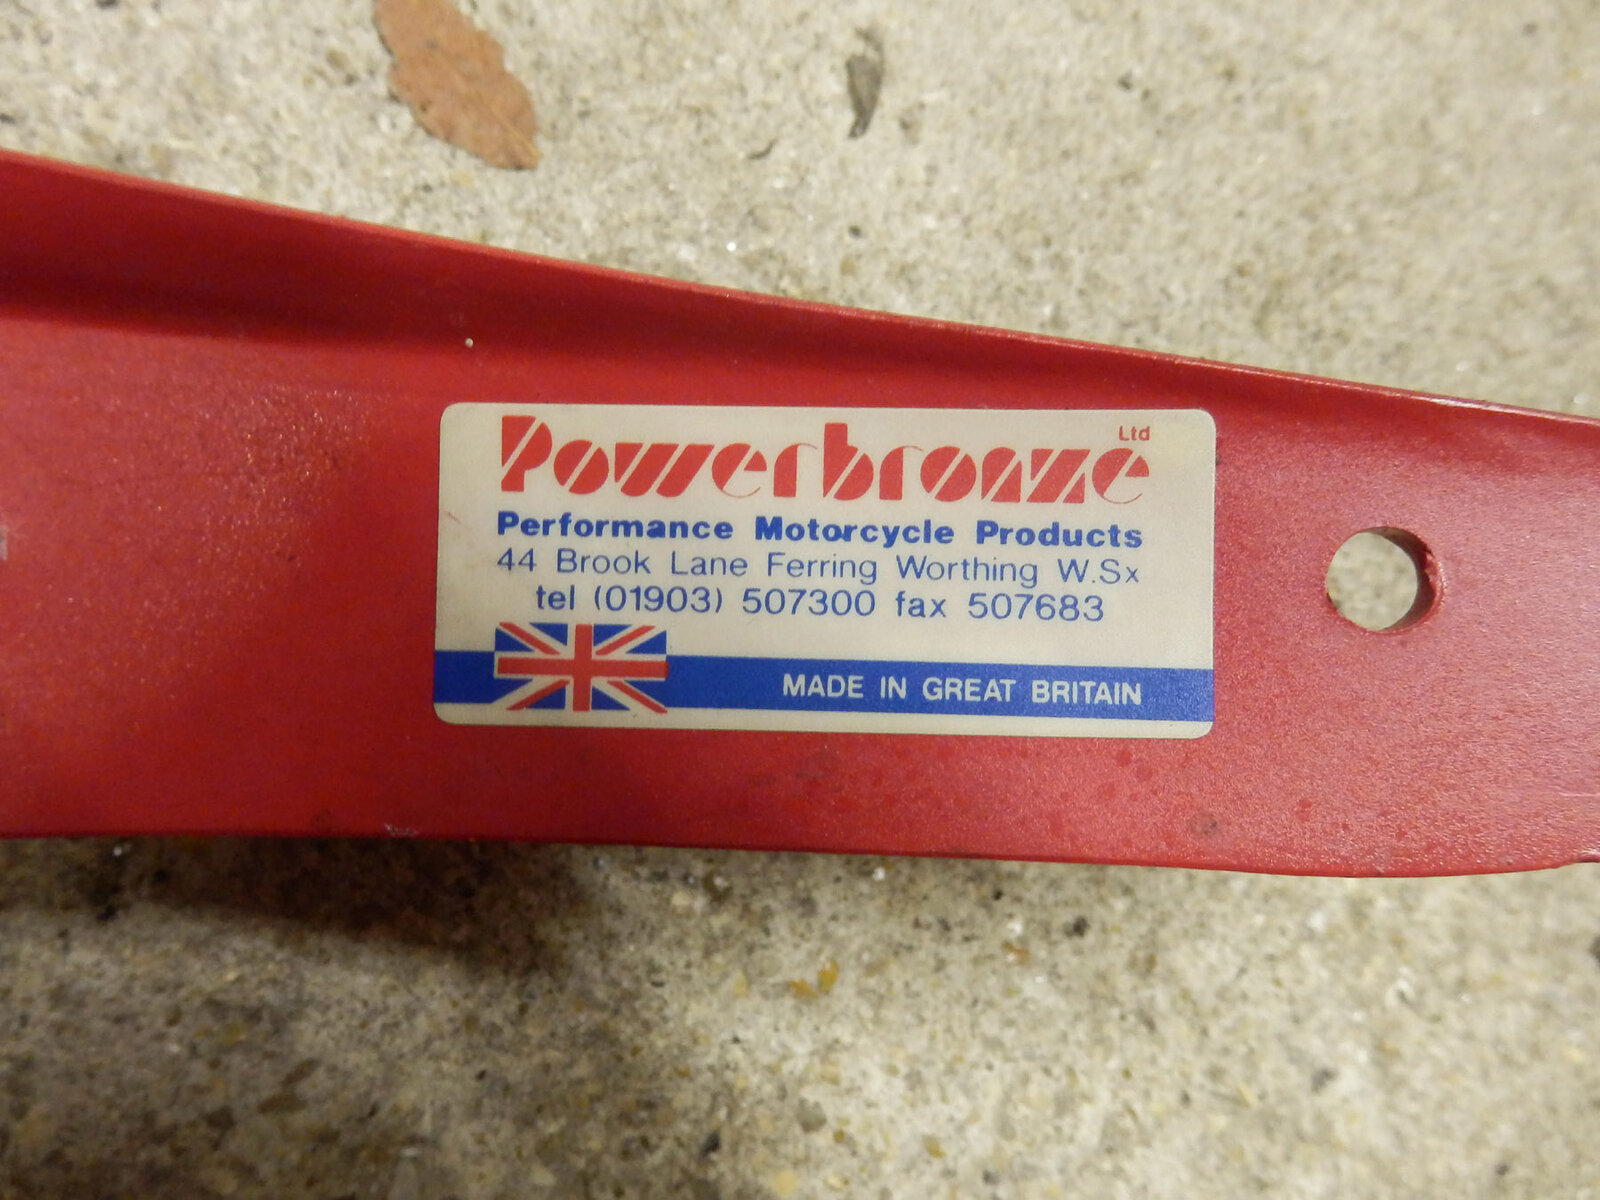 Powerbronze Ltd
Performance Motorcycle Products
44 Brook Lane Ferring Worthing W.Sx
tel (01903) 507300 fax 507683
MADE IN GREAT BRITAIN